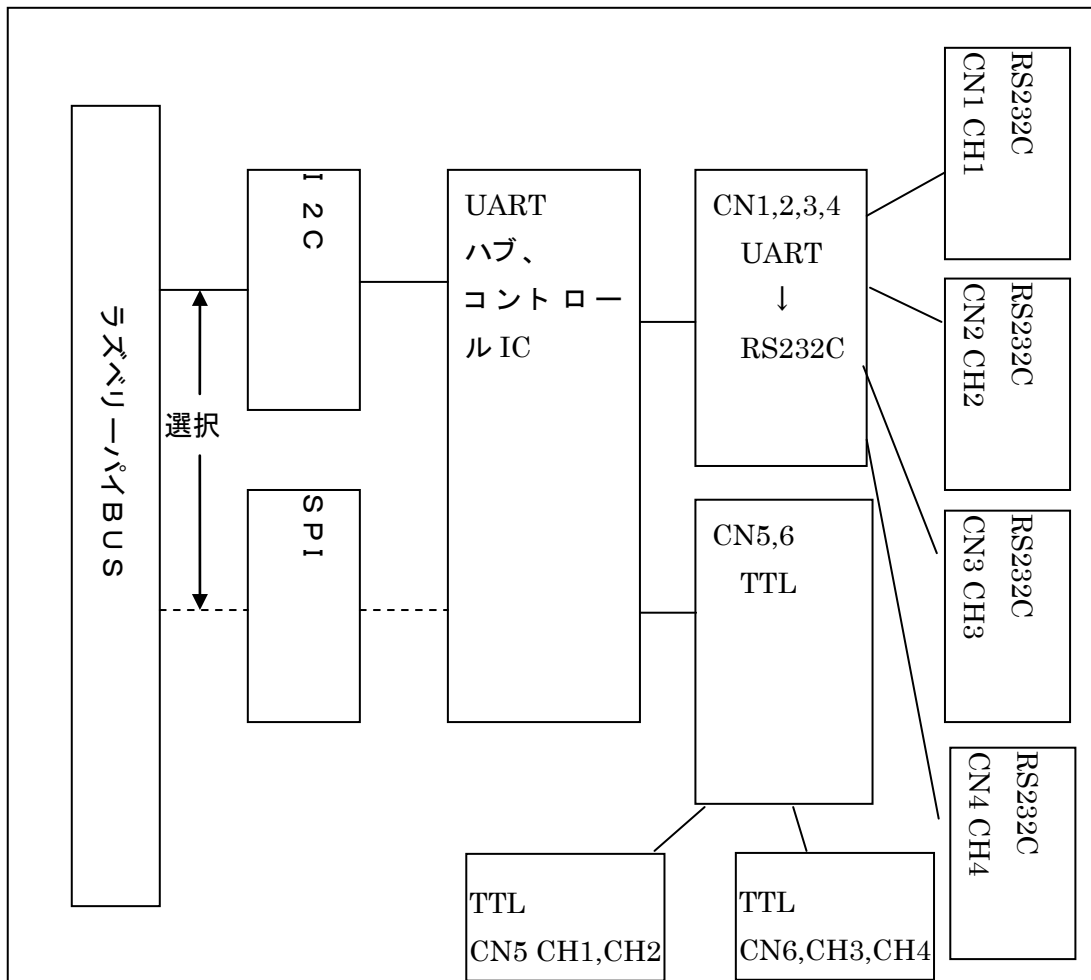 ラズベリーパイBUS
選択
I2C
SPI
UART
ハブ、
コントロー
ルIC
CN1,2,3,4
UART
↓
RS232C
CN5,6
TTL
RS232C
CN1 CH1
RS232C
CN2 CH2
RS232C
CN3 CH3
RS232C
CN4 CH4
TTL
CN5 CH1,CH2
TTL
CN6,CH3,CH4